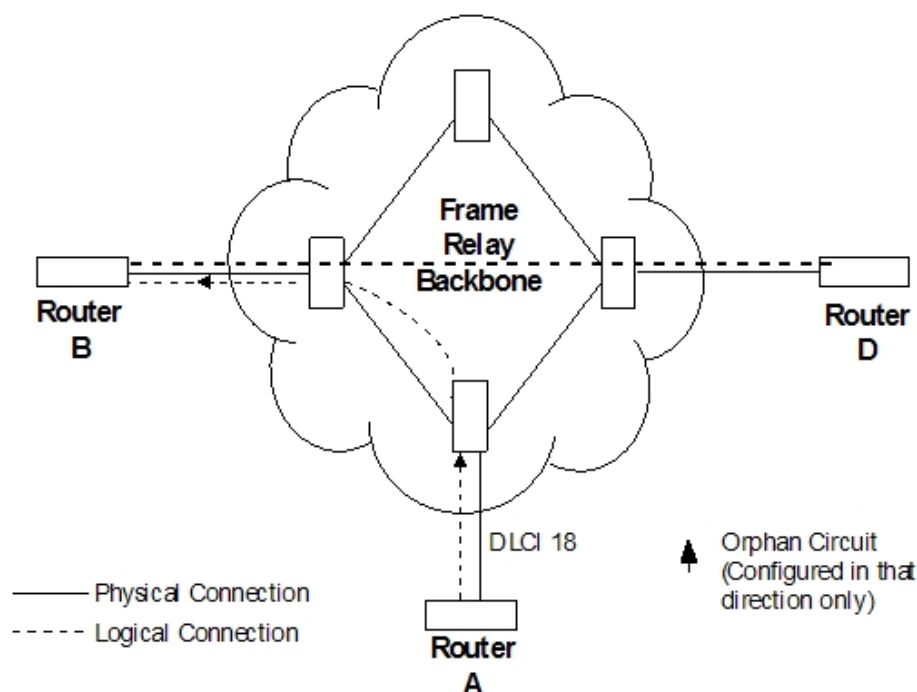 Frame
Relay
Backbone
Router
B
Router
D
DLCI 18
Orphan Circuit
(Configured in that
direction only)
Physical Connection
Logical Connection
Router
A